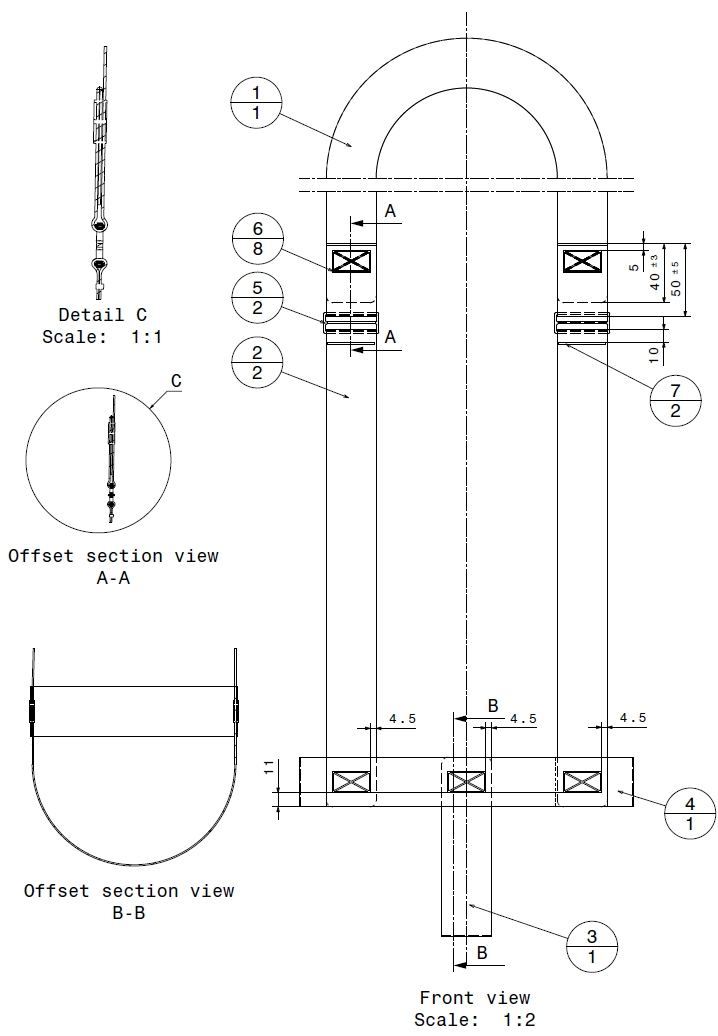 1
1
A
6
8
5
2
A
2
2
5
40 ±3
50 ±5
10
7
2
Detail C
Scale: 1:1
C
Offset section view
A-A
B
4.5
4.5
4.5
11
4
1
Offset section view
B-B
3
1
B
Front view
Scale: 1:2